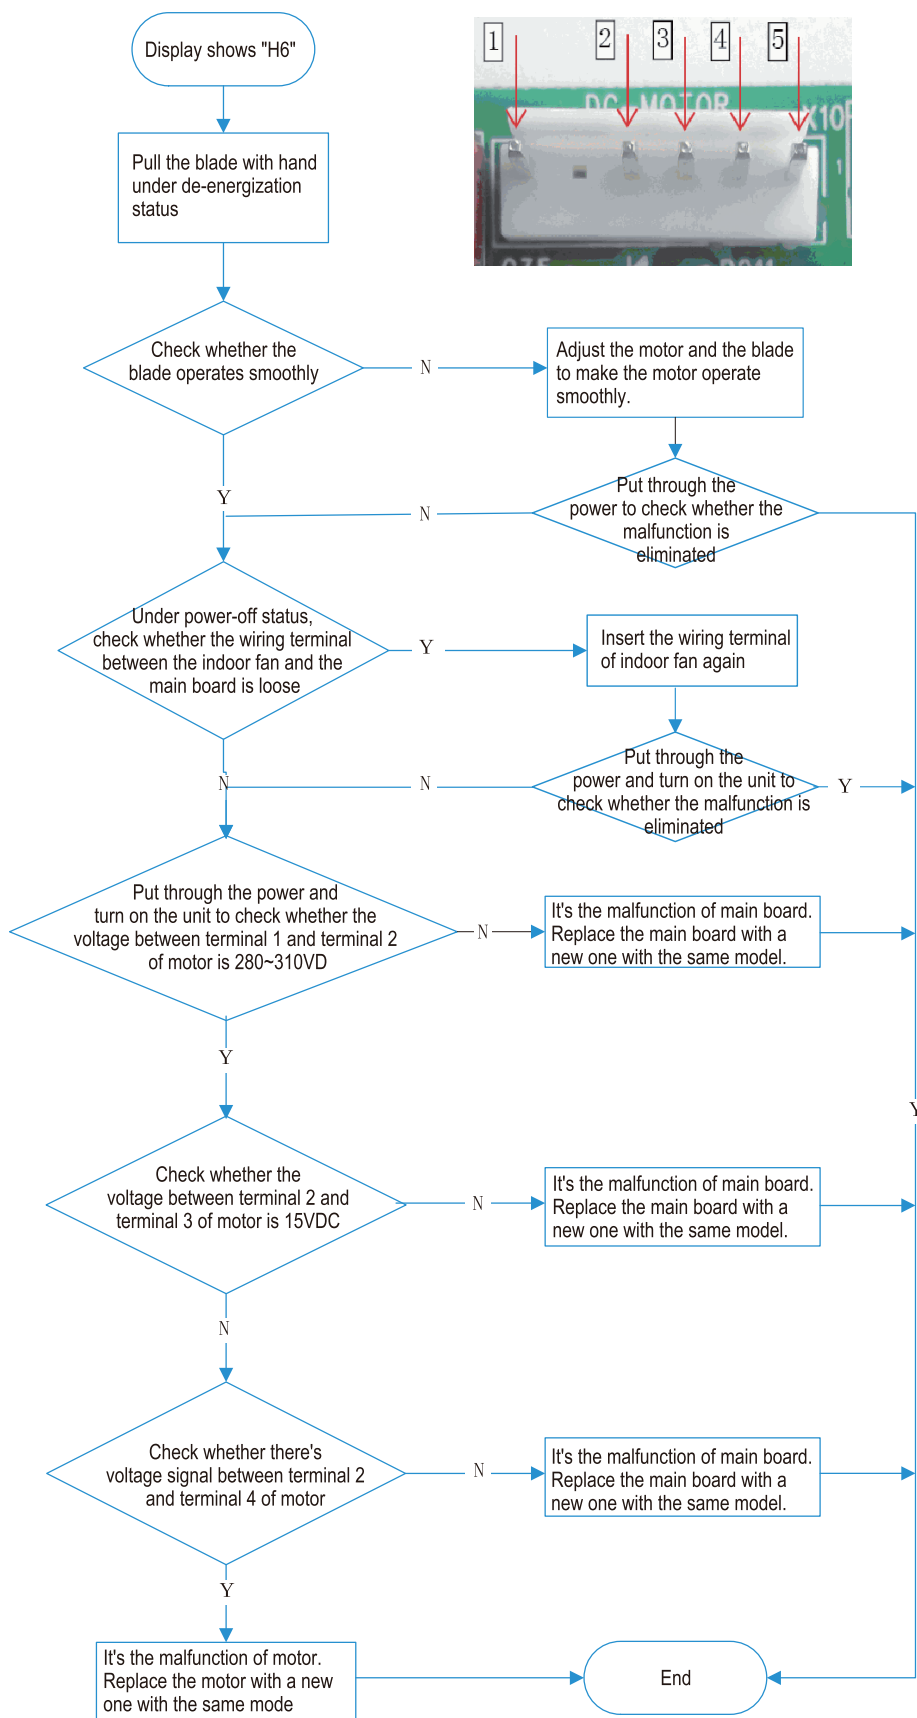 Display shows "H6"
1
2
3
4
5
DC MOTOR
X10
1
Pull the blade with hand
under de-energization
status
Check whether the
blade operates smoothly
N
Adjust the motor and the blade
to make the motor operate
smoothly.
Y
N
Put through the
power to check whether the
malfunction is
eliminated
Under power-off status,
check whether the wiring terminal
between the indoor fan and the
main board is loose
Y
Insert the wiring terminal
of indoor fan again
N
N
Put through the
power and turn on the unit to
check whether the malfunction is
eliminated
Y
Put through the power and
turn on the unit to check whether the
voltage between terminal 1 and terminal 2
of motor is 280~310VD
N
It's the malfunction of main board.
Replace the main board with a
new one with the same model.
Y
Y
Check whether the
voltage between terminal 2 and
terminal 3 of motor is 15VDC
N
It's the malfunction of main board.
Replace the main board with a
new one with the same model.
N
Check whether there's
voltage signal between terminal 2
and terminal 4 of motor
N
It's the malfunction of main board.
Replace the main board with a
new one with the same model.
Y
It's the malfunction of motor.
Replace the motor with a new
one with the same mode
End